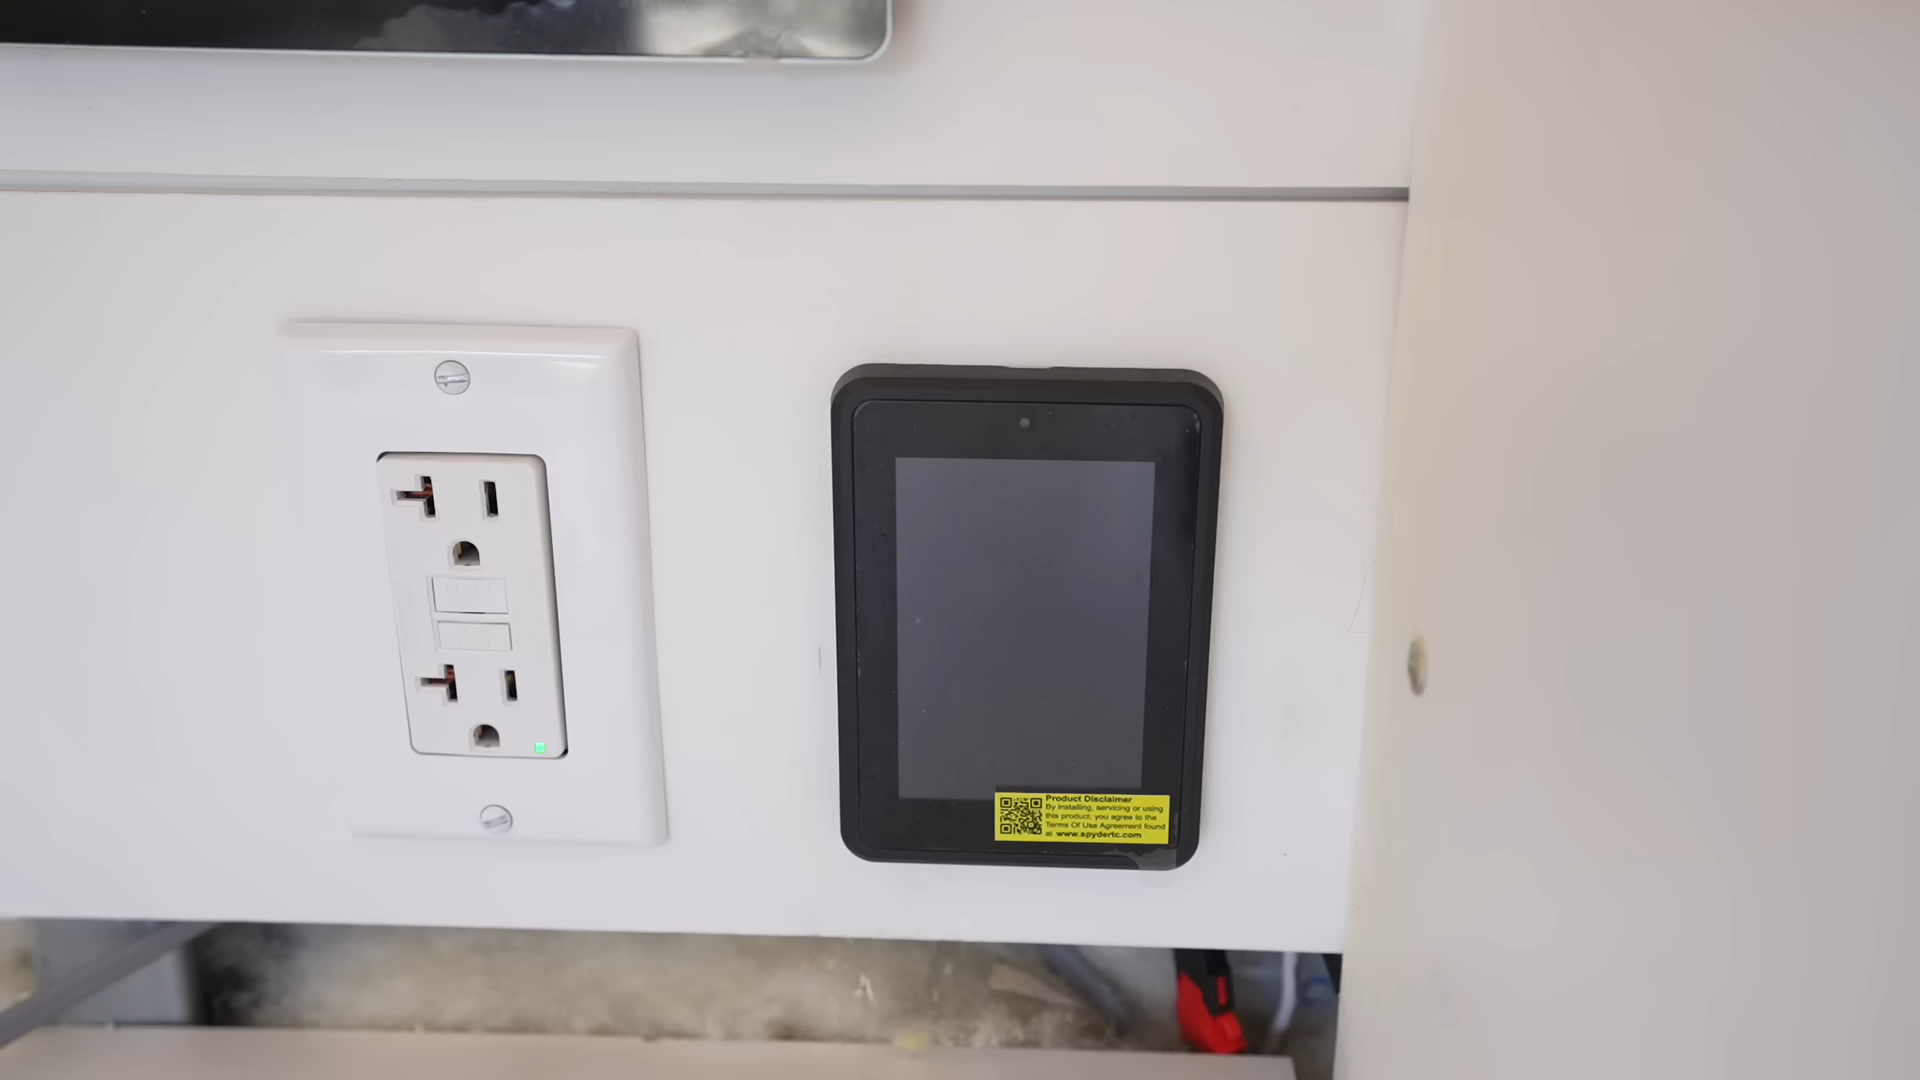 Product Disclaimer
By installing, servicing or using
this product, you agree to the
Terms Of Use Agreement found
at www.spydertc.com